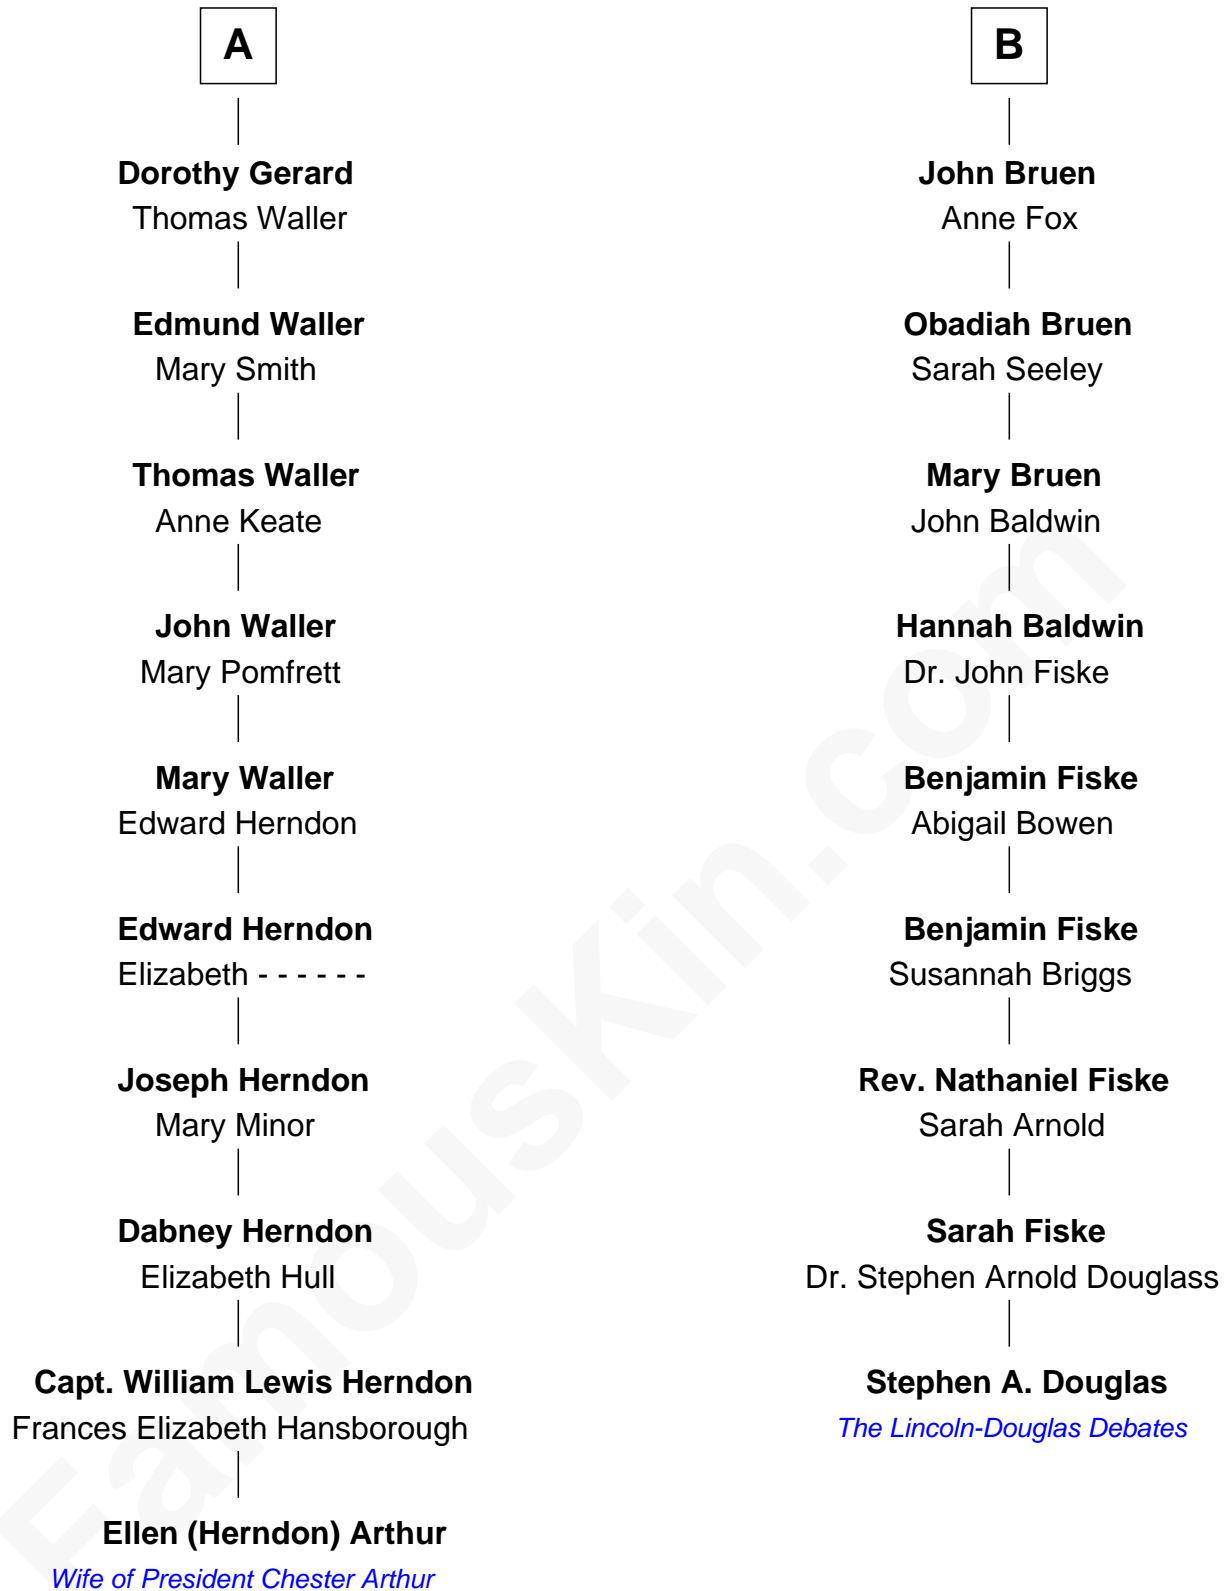 A
Dorothy Gerard
Thomas Waller
Edmund Waller
Mary Smith
Thomas Waller
Anne Keate
John Waller
Mary Pomfrett
Mary Waller
Edward Herndon
Edward Herndon
Elizabeth - - - - - -
Joseph Herndon
Mary Minor
Dabney Herndon
Elizabeth Hull
Capt. William Lewis Herndon
Frances Elizabeth Hansborough
Ellen (Herndon) Arthur
Wife of President Chester Arthur
B
John Bruen
Anne Fox
Obadiah Bruen
Sarah Seeley
Mary Bruen
John Baldwin
Hannah Baldwin
Dr. John Fiske
Benjamin Fiske
Abigail Bowen
Benjamin Fiske
Susannah Briggs
Rev. Nathaniel Fiske
Sarah Arnold
Sarah Fiske
Dr. Stephen Arnold Douglass
Stephen A. Douglas
The Lincoln-Douglas Debates
FamousKin.com